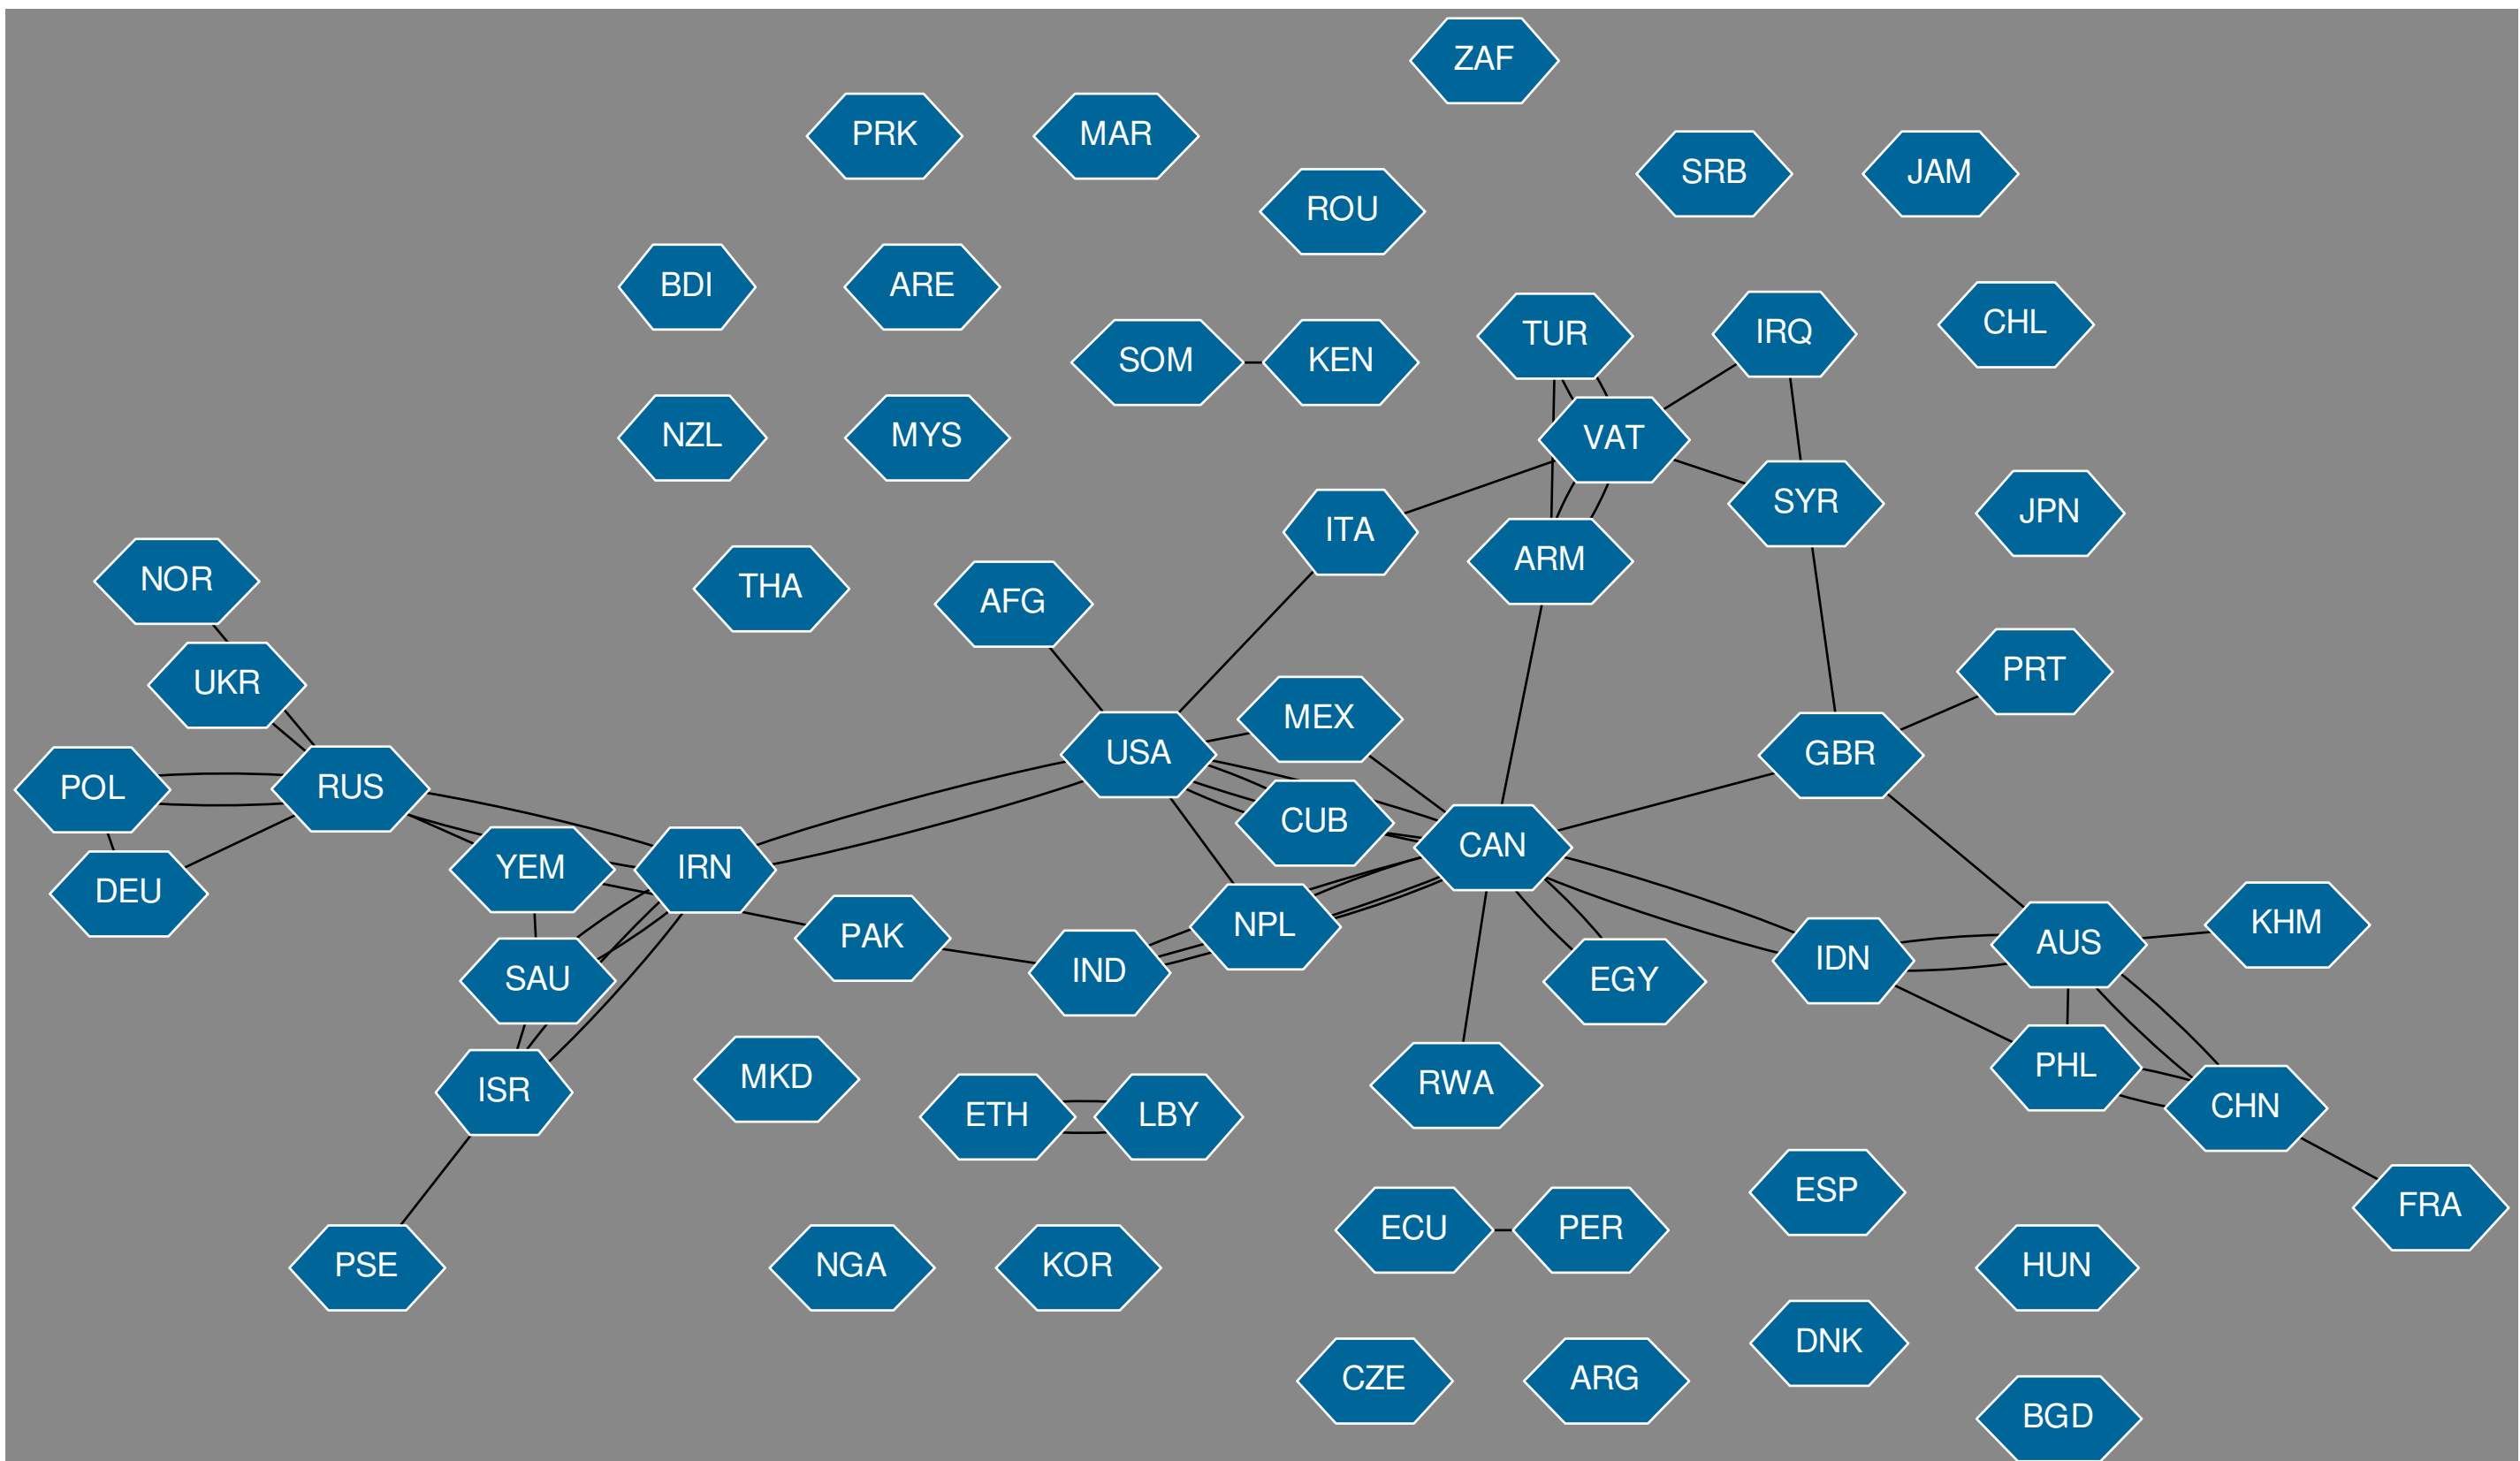 ZAF
PRK
MAR
SRB
JAM
ROU
BDI
ARE
CHL
TUR
IRQ
SOM
KEN
NZL
MYS
VAT
SYR
JPN
ITA
ARM
NOR
THA
AFG
UKR
PRT
MEX
USA
GBR
POL
RUS
CUB
CAN
YEM
IRN
DEU
NPL
KHM
PAK
AUS
IDN
IND
SAU
EGY
PHL
MKD
ISR
RWA
ETH
LBY
CHN
ESP
FRA
ECU
PER
PSE
NGA
KOR
HUN
DNK
CZE
ARG
BGD